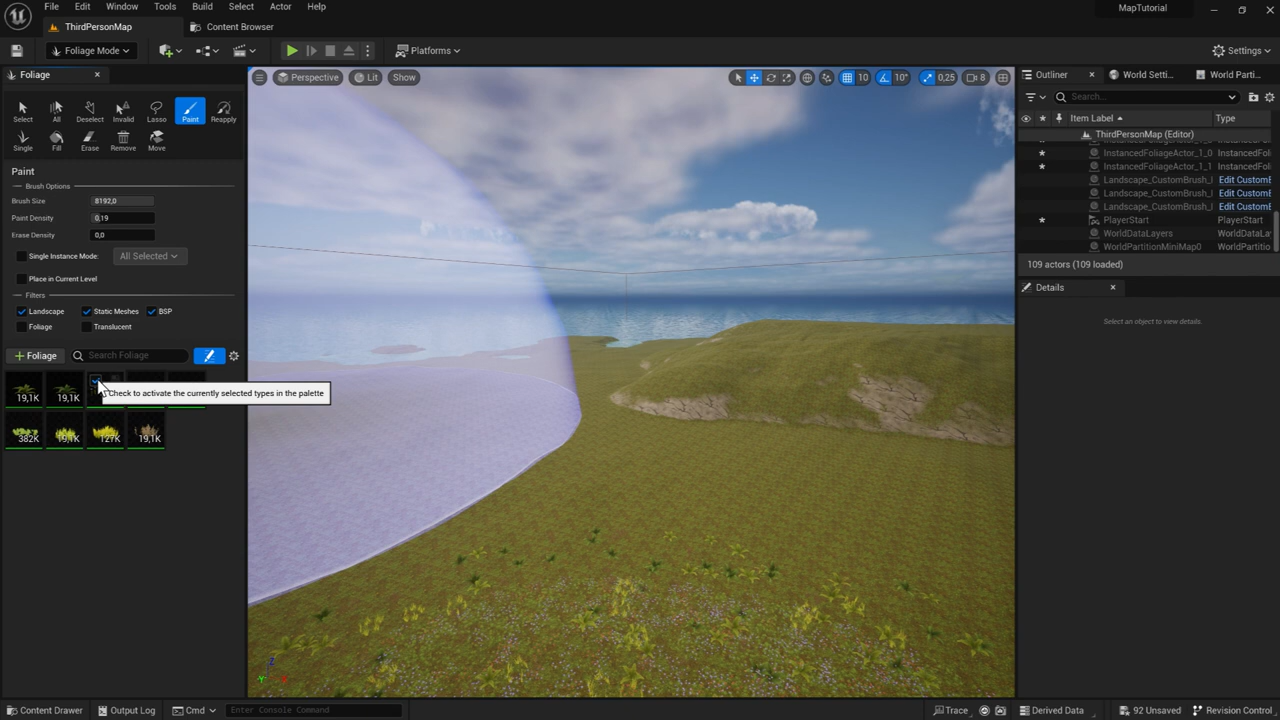 File Edit Window Tools Build Select Actor Help MapTutorial
ThirdPersonMap Content Browser
Foliage Mode Platforms Settings
Foliage Perspective Lit Show 10 10° 0,25 8 Outliner World Setti... World Parti...
Search...
Select All Deselect Invalid Lasso Paint Reapply
Item Label Type
ThirdPersonMap (Editor)
Single Fill Erase Remove Move
InstancedFoliageActor_1_0 InstancedFoli
InstancedFoliageActor_1_1 InstancedFoli
Paint
Landscape_CustomBrush_I Edit CustomE
Brush Options
Landscape_CustomBrush_I Edit CustomE
Brush Size 8192,0
Landscape_CustomBrush_I Edit CustomE
Paint Density 0,19
PlayerStart PlayerStart
Erase Density 0,0
WorldDataLayers WorldDataLa
WorldPartitionMiniMap0 WorldPartitio
Single Instance Mode: All Selected
109 actors (109 loaded)
Place in Current Level
Details
Filters
Landscape Static Meshes BSP
Select an object to view details.
Foliage Translucent
Foliage Search Foliage
Check to activate the currently selected types in the palette
19,1K 19,1K
382K 19,1K 127K 19,1K
Content Drawer Output Log Cmd Enter Console Command Trace Derived Data 92 Unsaved Revision Control